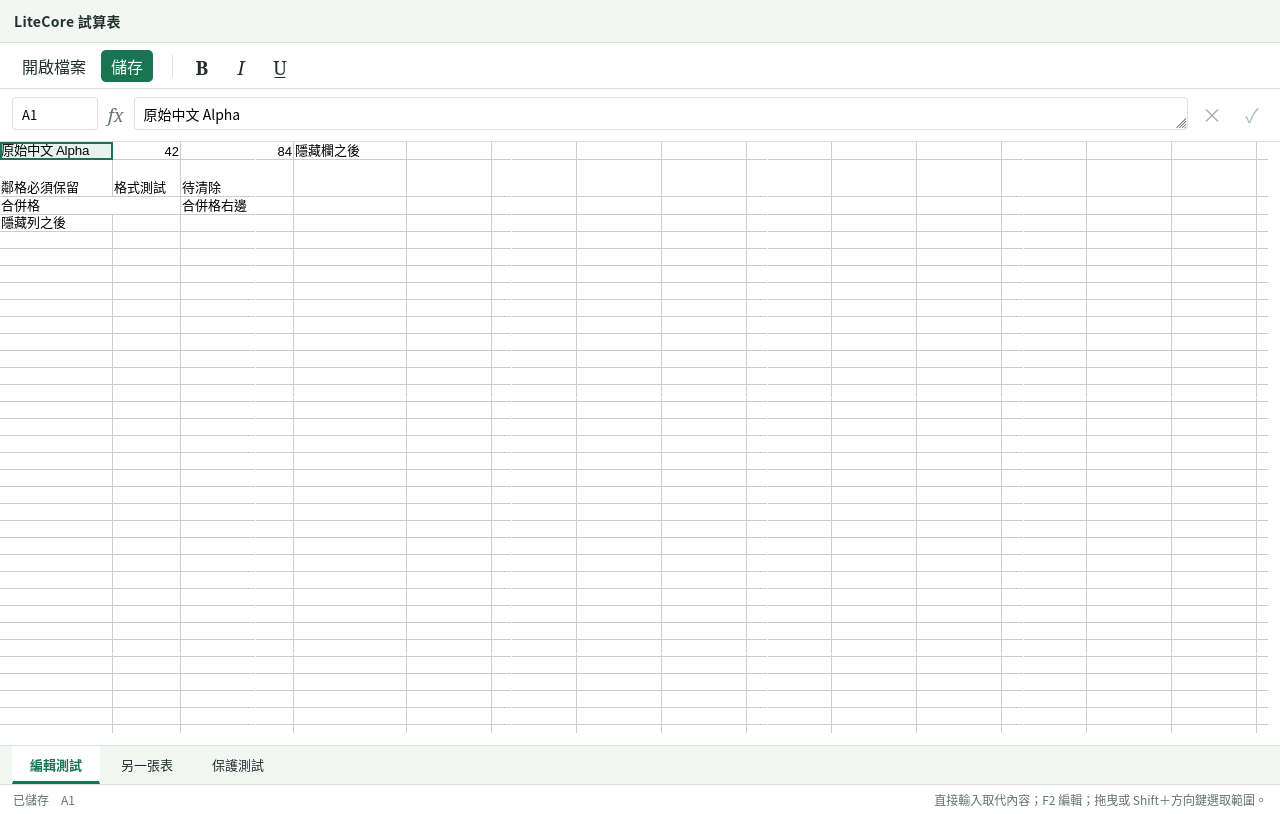 LiteCore 試算表
開啟檔案 儲存 B I U
A1 fx 原始中文 Alpha
原始中文 Alpha 42 84 隱藏欄之後
鄰格必須保留 格式測試 待清除
合併格 合併格右邊
隱藏列之後
編輯測試 另一張表 保護測試
已儲存 A1 直接輸入取代內容；F2 編輯；拖曳或 Shift＋方向鍵選取範圍。